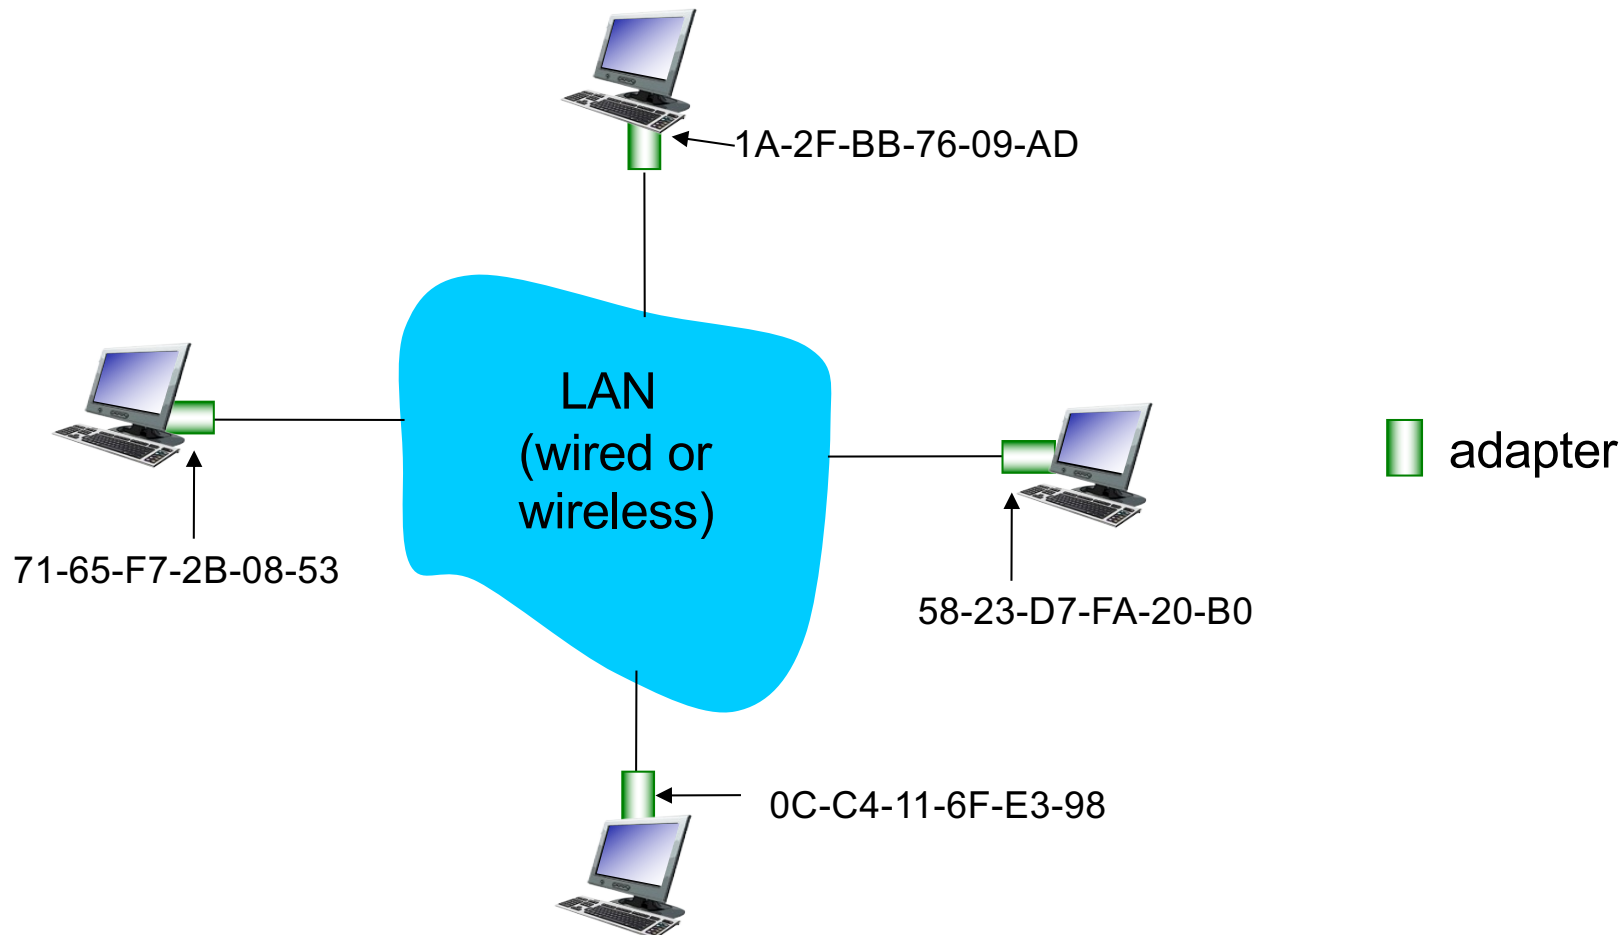 1A-2F-BB-76-09-AD
LAN
(wired or
wireless)
adapter
71-65-F7-2B-08-53
58-23-D7-FA-20-B0
0C-C4-11-6F-E3-98